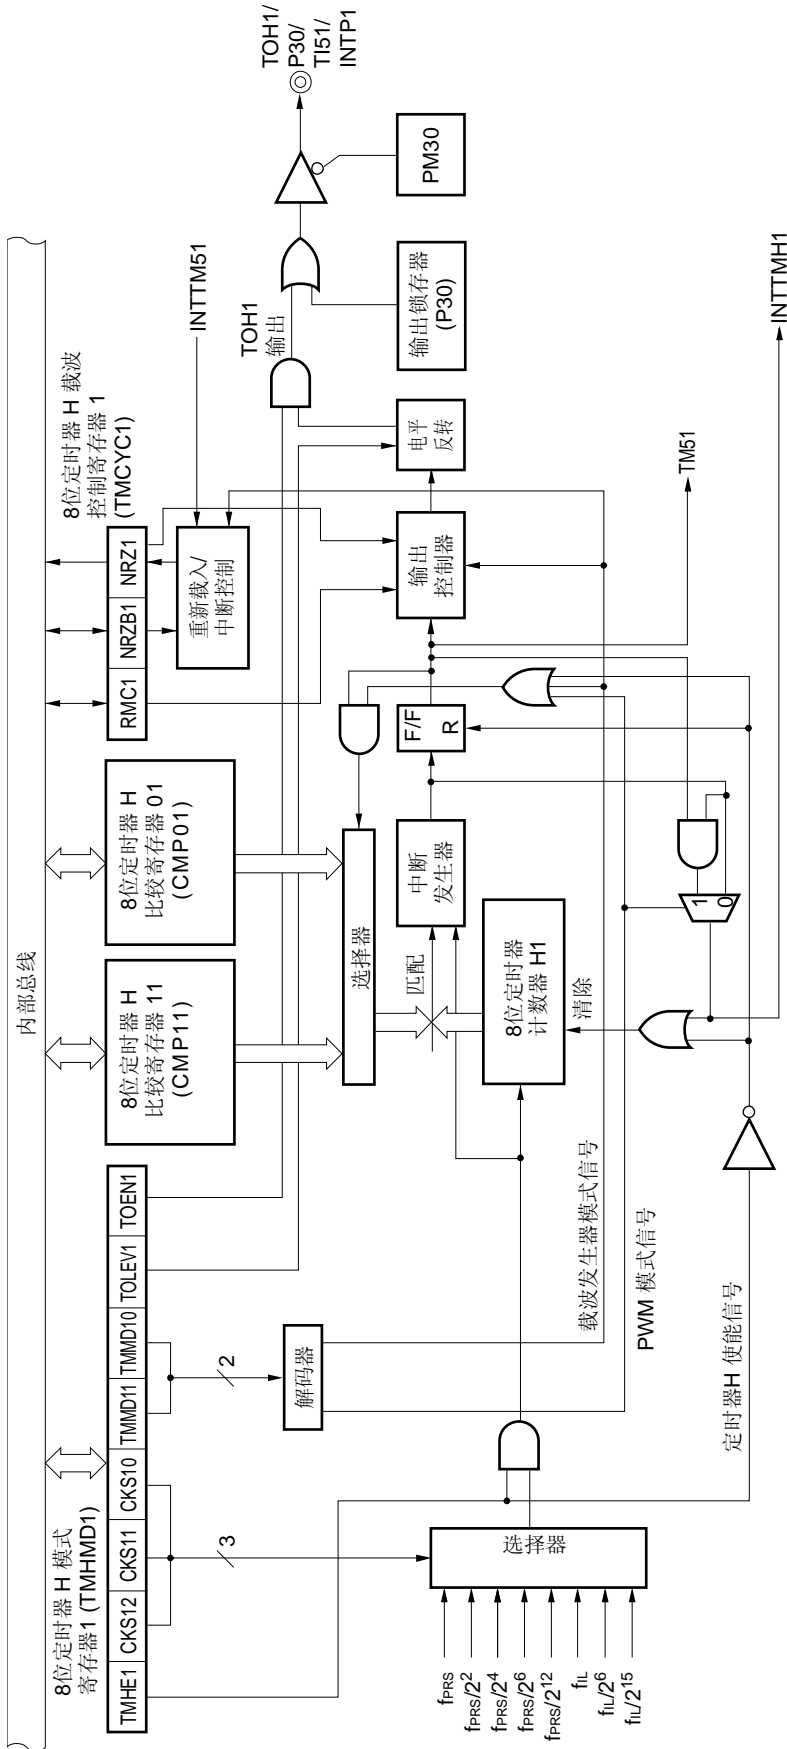 内部总线
8位定时器 H 模式
寄存器1 (TMHMD1)
TMHE1
CKS12
CKS11
CKS10
TMMD11
TMMD10
TOLEV1
TOEN1
8位定时器 H
比较寄存器 11
(CMP11)
8位定时器 H
比较寄存器 01
(CMP01)
8位定时器 H 载波
控制寄存器 1
(TMCYC1)
RMC1
NRZB1
NRZ1
重新载入/
中断控制
INTTM51
TOH1
输出
TOH1/
P30/
TI51/
INTP1
3
2
解码器
选择器
匹配
中断
发生器
F/F
R
输出
控制器
电平
反转
输出锁存器
(P30)
PM30
选择器
fPRS
fPRS/2²
fPRS/2⁴
fPRS/2⁶
fPRS/2¹²
fIL
fIL/2⁶
fIL/2¹⁵
8位定时器
计数器 H1
清除
载波发生器模式信号
PWM 模式信号
定时器H 使能信号
1
0
TM51
INTTMH1